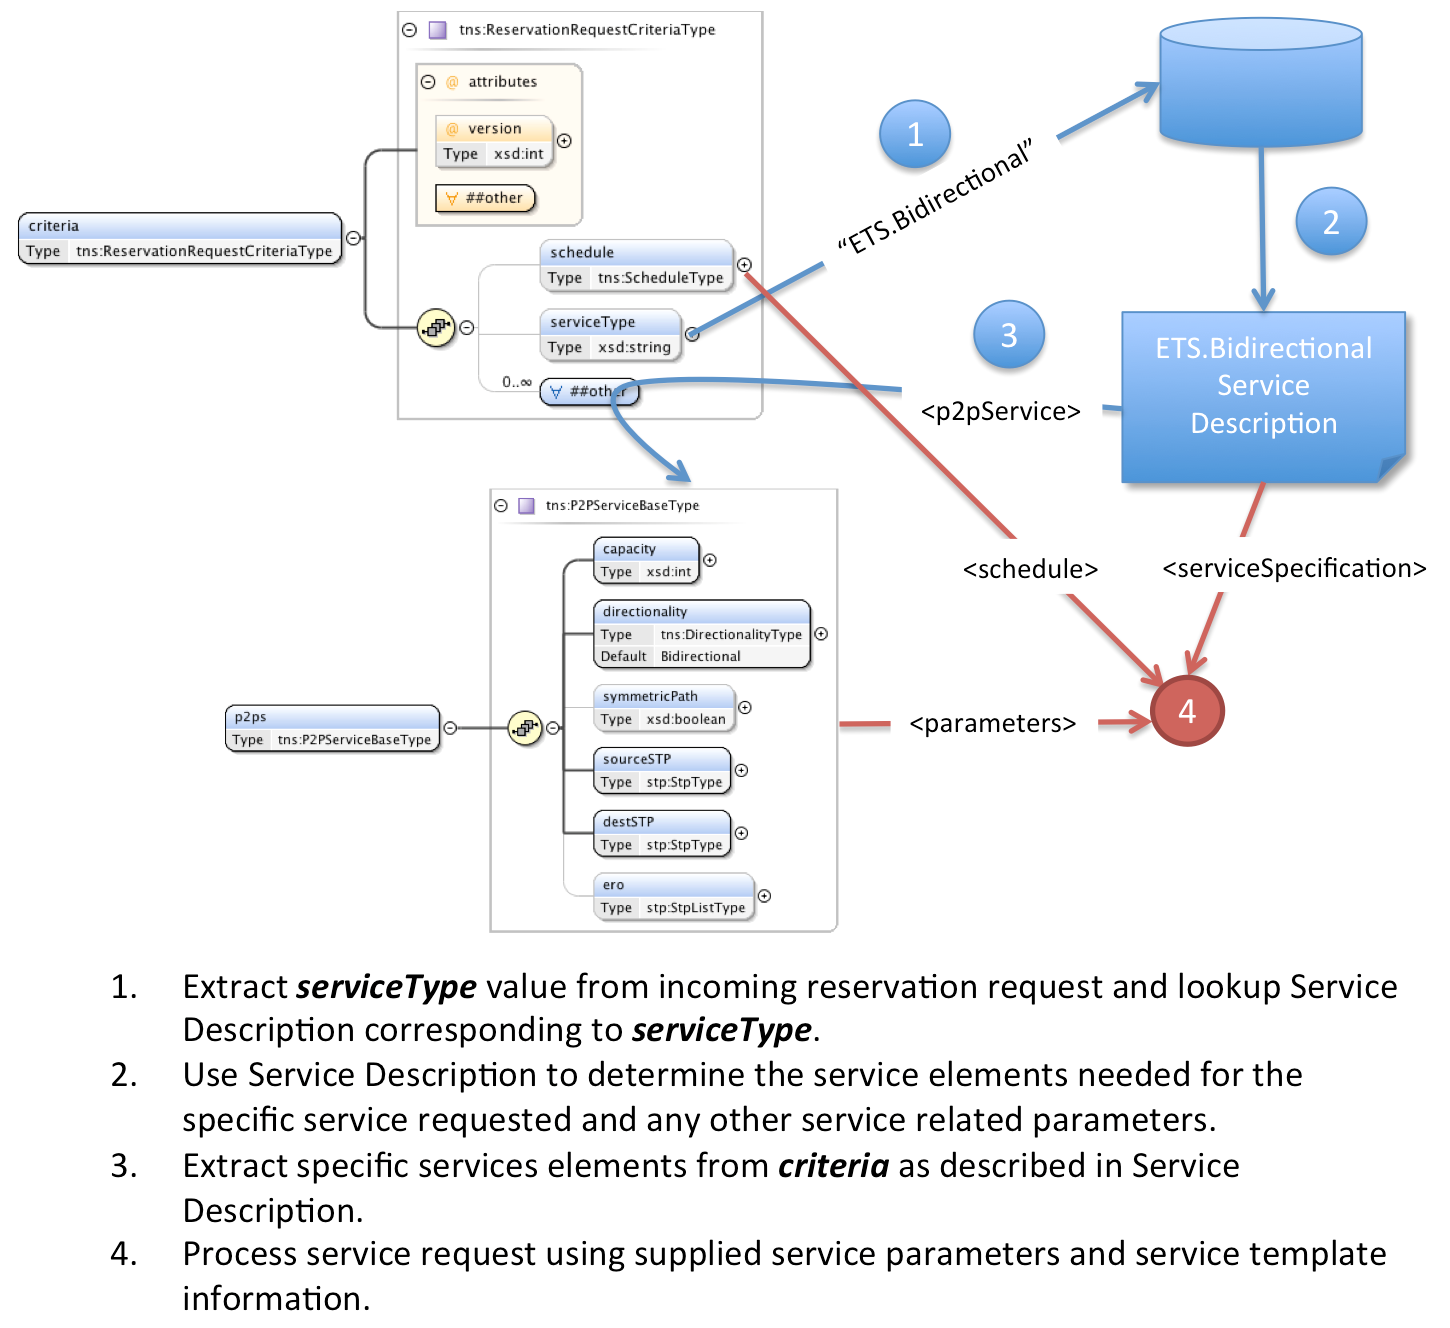 tns:ReservationRequestCriteriaType
@ attributes
@ version
Type xsd:int
##other
criteria
Type tns:ReservationRequestCriteriaType
schedule
Type tns:ScheduleType
serviceType
Type xsd:string
0..∞
##other
1
“ETS.Bidirectional”
2
3
ETS.Bidirectional
Service
Description
<p2pService>
tns:P2PServiceBaseType
capacity
Type xsd:int
directionality
Type tns:DirectionalityType
Default Bidirectional
symmetricPath
Type xsd:boolean
p2ps
Type tns:P2PServiceBaseType
sourceSTP
Type stp:StpType
destSTP
Type stp:StpType
ero
Type stp:StpListType
<schedule>
<serviceSpecification>
<parameters>
4
1. Extract serviceType value from incoming reservation request and lookup Service
Description corresponding to serviceType.
2. Use Service Description to determine the service elements needed for the
specific service requested and any other service related parameters.
3. Extract specific services elements from criteria as described in Service
Description.
4. Process service request using supplied service parameters and service template
information.